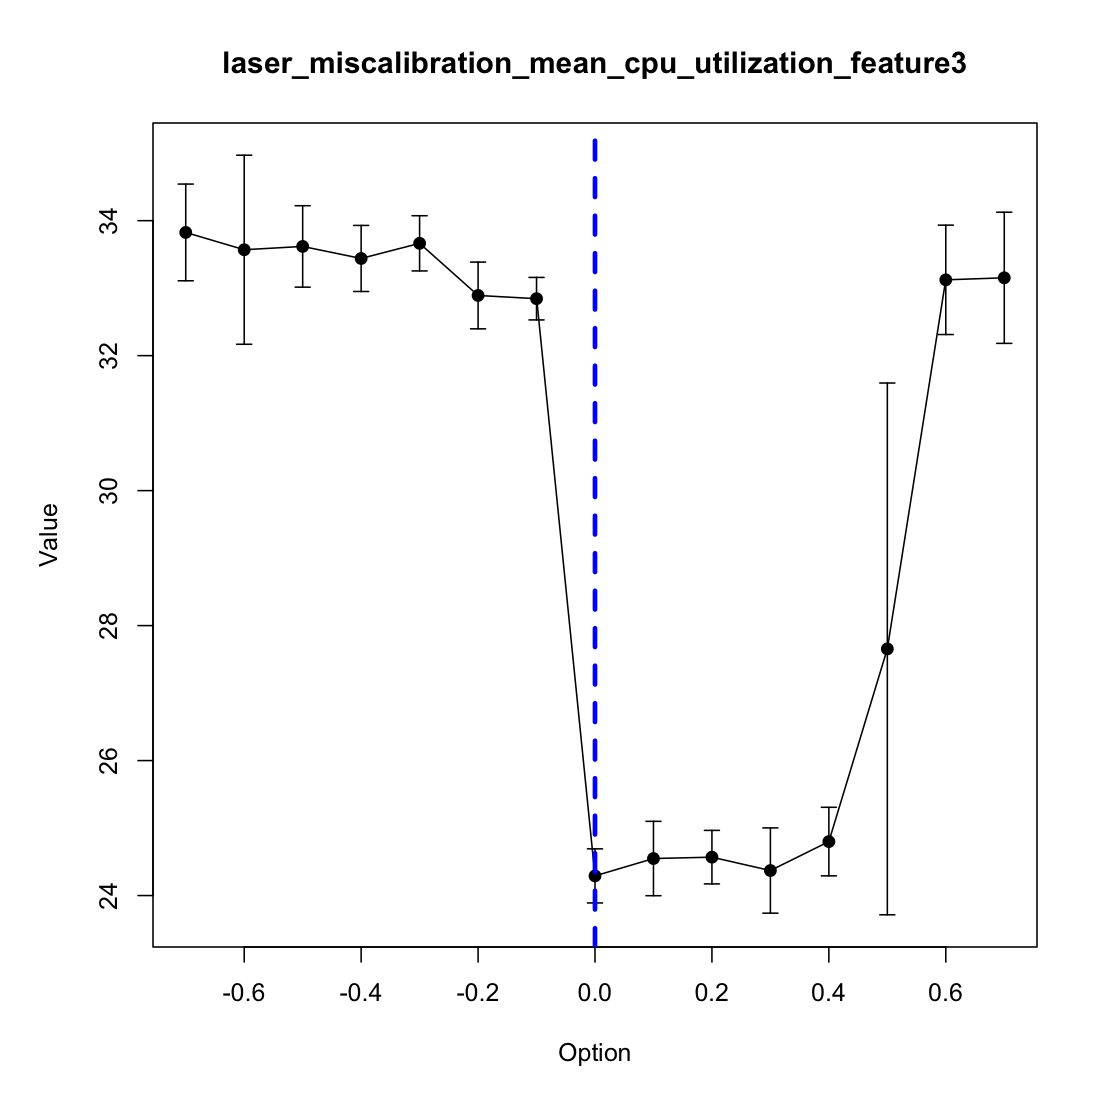 laser_miscalibration_mean_cpu_utilization_feature3
Value
34
32
30
28
26
24
-0.6 -0.4 -0.2 0.0 0.2 0.4 0.6
Option